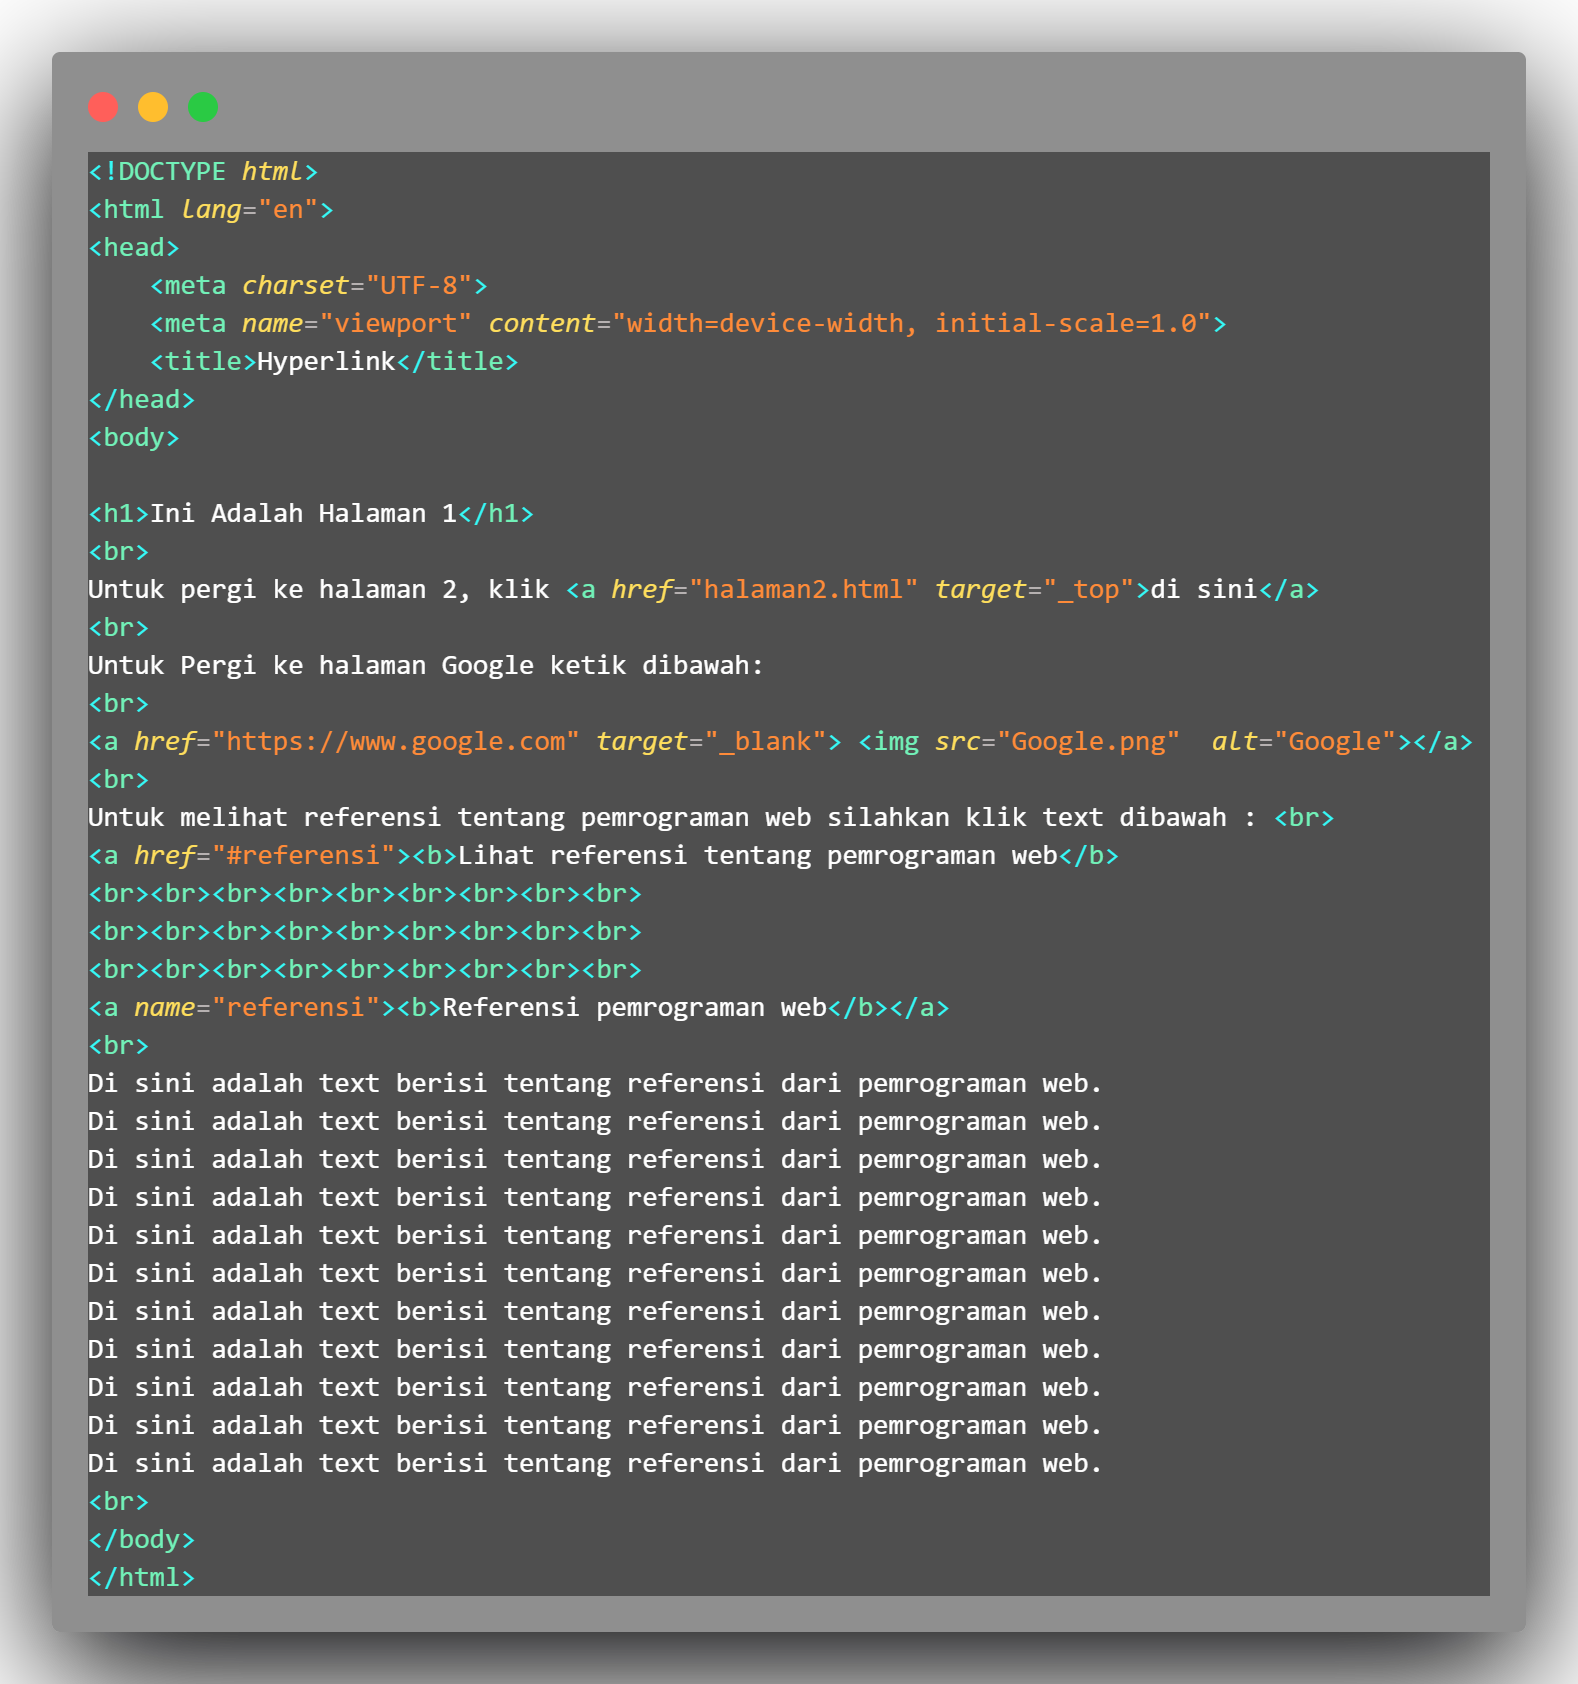 <!DOCTYPE html>
<html lang="en">
<head>
    <meta charset="UTF-8">
    <meta name="viewport" content="width=device-width, initial-scale=1.0">
    <title>Hyperlink</title>
</head>
<body>

<h1>Ini Adalah Halaman 1</h1>
<br>
Untuk pergi ke halaman 2, klik <a href="halaman2.html" target="_top">di sini</a>
<br>
Untuk Pergi ke halaman Google ketik dibawah:
<br>
<a href="https://www.google.com" target="_blank"> <img src="Google.png"  alt="Google"></a>
<br>
Untuk melihat referensi tentang pemrograman web silahkan klik text dibawah : <br>
<a href="#referensi"><b>Lihat referensi tentang pemrograman web</b>
<br><br><br><br><br><br><br><br><br>
<br><br><br><br><br><br><br><br><br>
<br><br><br><br><br><br><br><br><br>
<a name="referensi"><b>Referensi pemrograman web</b></a>
<br>
Di sini adalah text berisi tentang referensi dari pemrograman web.
Di sini adalah text berisi tentang referensi dari pemrograman web.
Di sini adalah text berisi tentang referensi dari pemrograman web.
Di sini adalah text berisi tentang referensi dari pemrograman web.
Di sini adalah text berisi tentang referensi dari pemrograman web.
Di sini adalah text berisi tentang referensi dari pemrograman web.
Di sini adalah text berisi tentang referensi dari pemrograman web.
Di sini adalah text berisi tentang referensi dari pemrograman web.
Di sini adalah text berisi tentang referensi dari pemrograman web.
Di sini adalah text berisi tentang referensi dari pemrograman web.
Di sini adalah text berisi tentang referensi dari pemrograman web.
<br>
</body>
</html>